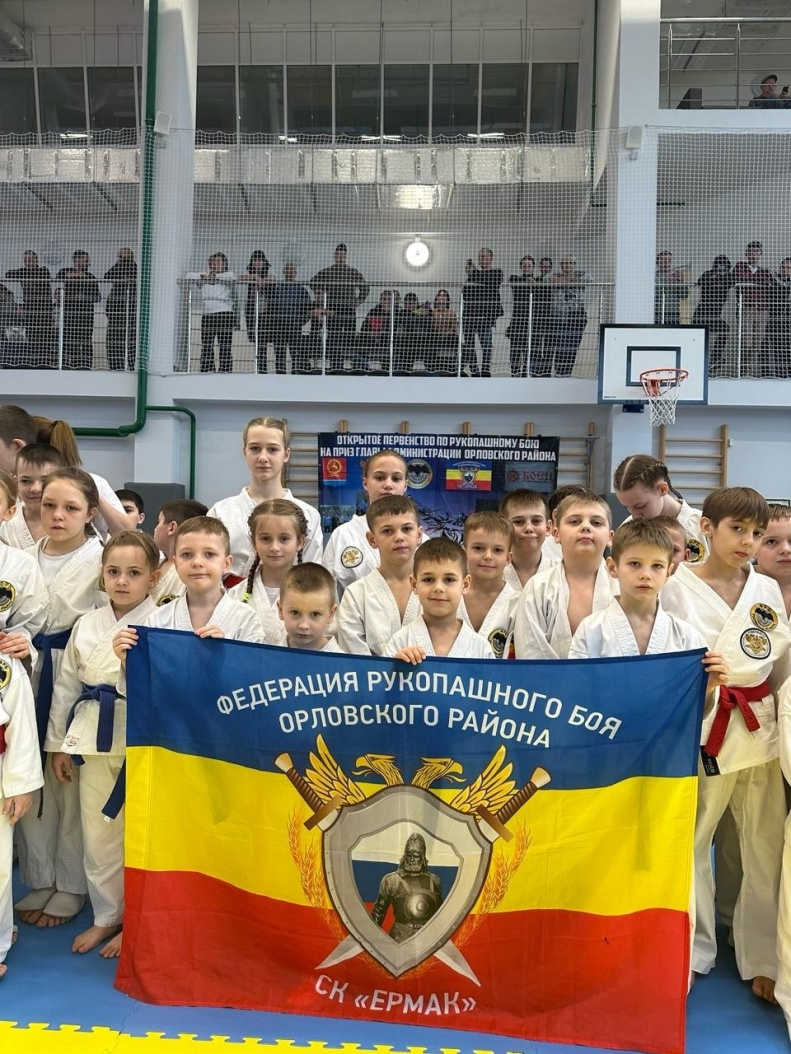 ОТКРЫТОЕ ПЕРВЕНСТВО ПО РУКОПАШНОМУ БОЮ
НА ПРИЗ ГЛАВЫ АДМИНИСТРАЦИИ ОРЛОВСКОГО РАЙОНА
ФЕДЕРАЦИЯ РУКОПАШНОГО БОЯ
ОРЛОВСКОГО РАЙОНА
СК «ЕРМАК»